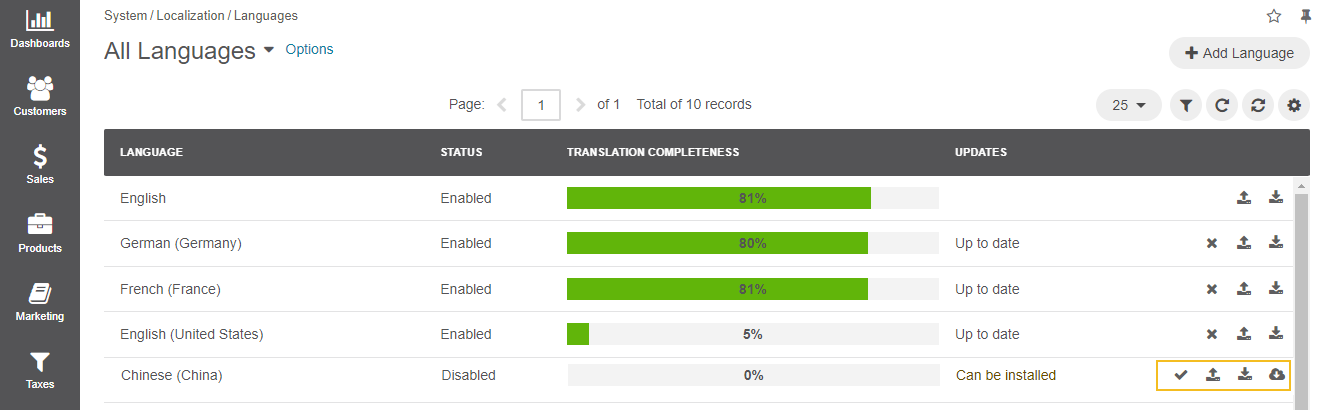 Dashboards
Customers
Sales
Products
Marketing
Taxes
System / Localization / Languages
All Languages Options
Add Language
Page: 1 of 1 Total of 10 records 25
LANGUAGE STATUS TRANSLATION COMPLETENESS UPDATES
English Enabled 81%
German (Germany) Enabled 80% Up to date
French (France) Enabled 81% Up to date
English (United States) Enabled 5% Up to date
Chinese (China) Disabled 0% Can be installed